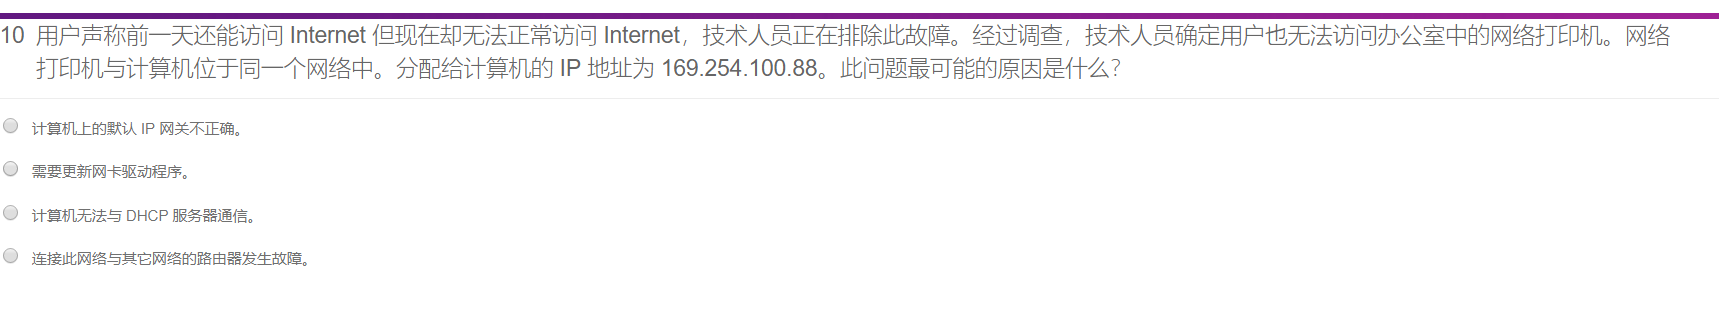 10 用户声称前一天还能访问 Internet 但现在却无法正常访问 Internet，技术人员正在排除此故障。经过调查，技术人员确定用户也无法访问办公室中的网络打印机。网络
打印机与计算机位于同一个网络中。分配给计算机的 IP 地址为 169.254.100.88。此问题最可能的原因是什么？
计算机上的默认 IP 网关不正确。
需要更新网卡驱动程序。
计算机无法与 DHCP 服务器通信。
连接此网络与其它网络的路由器发生故障。